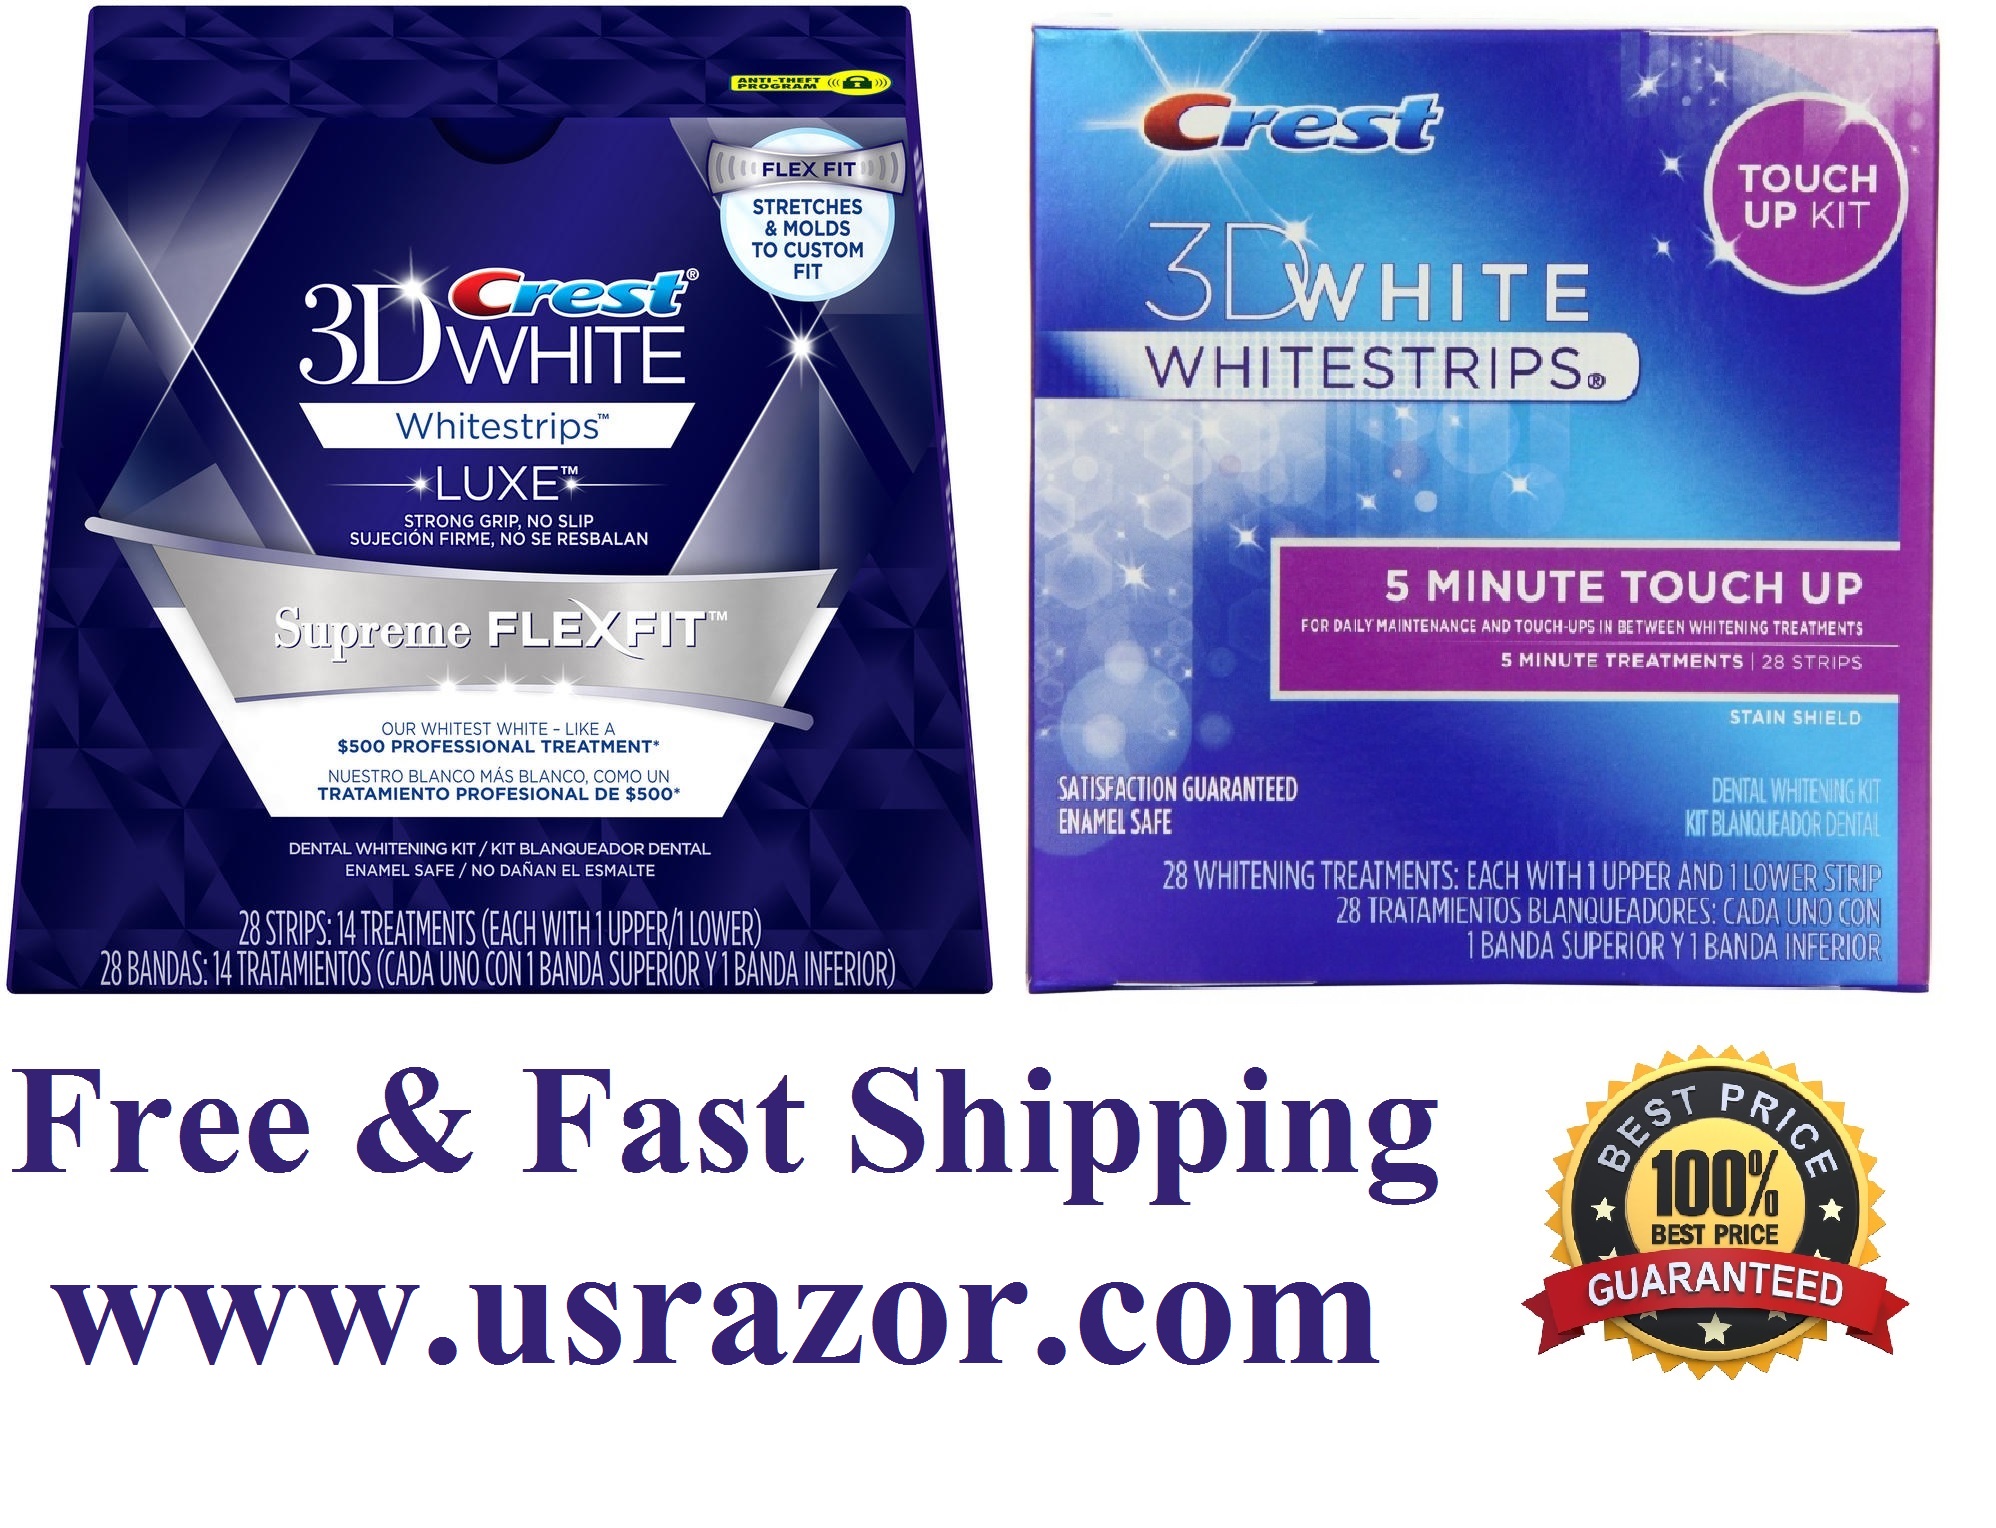 ANTI-THEFT
PROGRAM
FLEX FIT
STRETCHES
& MOLDS
TO CUSTOM
FIT
Crest®
3DWHITE
Whitestrips™
LUXE™
STRONG GRIP, NO SLIP
SUJECIÓN FIRME, NO SE RESBALAN
Supreme FLEXFIT™
OUR WHITEST WHITE – LIKE A
$500 PROFESSIONAL TREATMENT*
NUESTRO BLANCO MÁS BLANCO, COMO UN
TRATAMIENTO PROFESIONAL DE $500*
DENTAL WHITENING KIT / KIT BLANQUEADOR DENTAL
ENAMEL SAFE / NO DAÑAN EL ESMALTE
28 STRIPS: 14 TREATMENTS (EACH WITH 1 UPPER/1 LOWER)
28 BANDAS: 14 TRATAMIENTOS (CADA UNO CON 1 BANDA SUPERIOR Y 1 BANDA INFERIOR)
Crest
TOUCH
UP KIT
3DWHITE
WHITESTRIPS®
5 MINUTE TOUCH UP
FOR DAILY MAINTENANCE AND TOUCH-UPS IN BETWEEN WHITENING TREATMENTS
5 MINUTE TREATMENTS | 28 STRIPS
STAIN SHIELD
SATISFACTION GUARANTEED
ENAMEL SAFE
DENTAL WHITENING KIT
KIT BLANQUEADOR DENTAL
28 WHITENING TREATMENTS: EACH WITH 1 UPPER AND 1 LOWER STRIP
28 TRATAMIENTOS BLANQUEADORES: CADA UNO CON
1 BANDA SUPERIOR Y 1 BANDA INFERIOR
Free & Fast Shipping
www.usrazor.com
BEST PRICE
100%
BEST PRICE
GUARANTEED